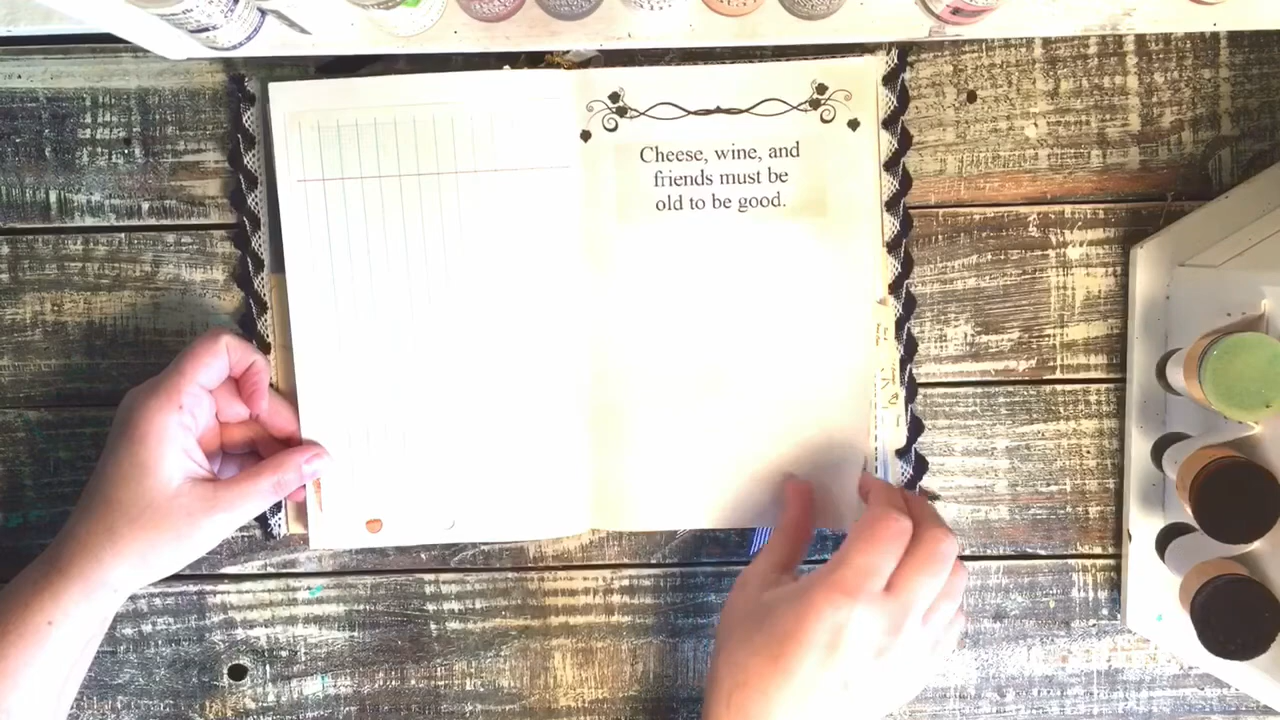 Cheese, wine, and
friends must be
old to be good.